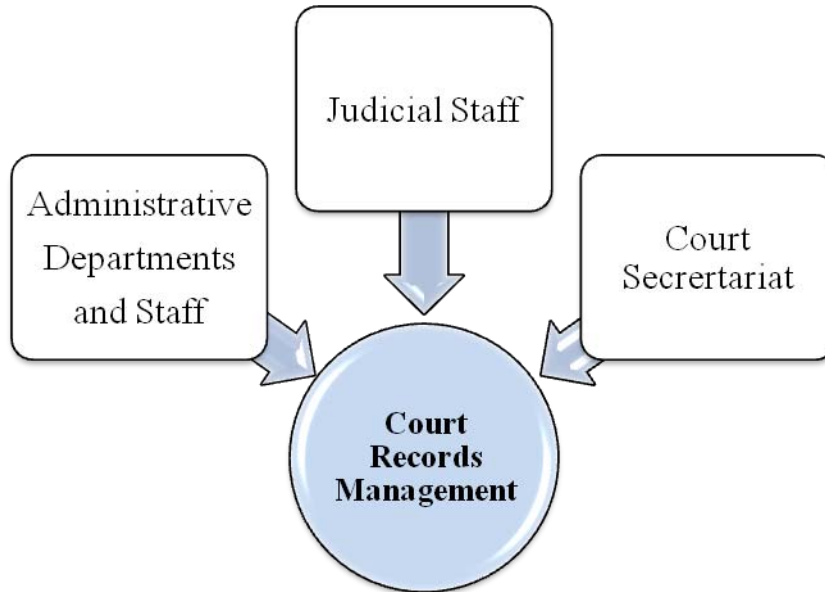 Judicial Staff
Administrative
Departments
and Staff
Court
Secrertariat
Court
Records
Management